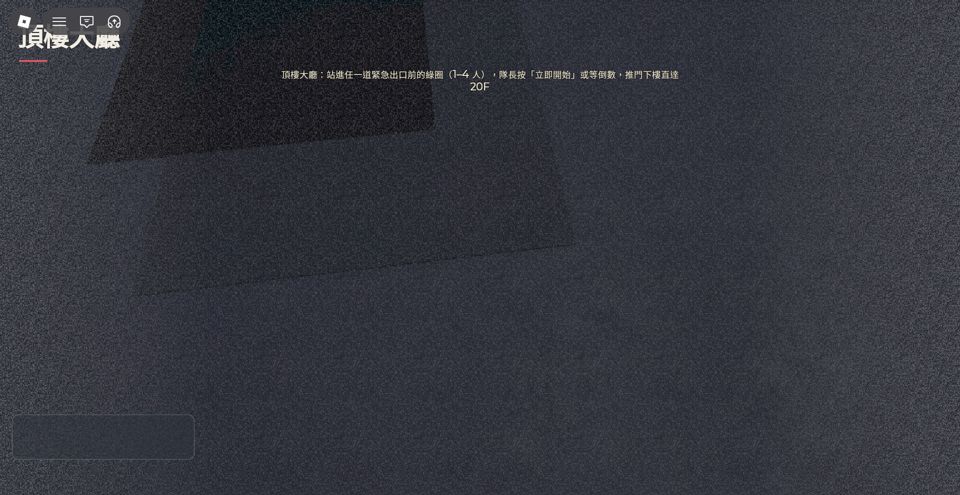 頂樓大廳
頂樓大廳：站進任一道緊急出口前的綠圈（1–4 人），隊長按「立即開始」或等倒數，推門下樓直達
20F